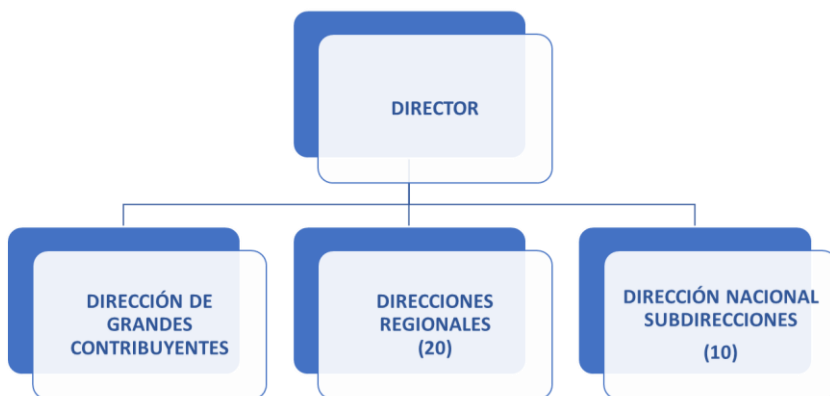 DIRECTOR
DIRECCIÓN DE
GRANDES
CONTRIBUYENTES
DIRECCIONES
REGIONALES
(20)
DIRECCIÓN NACIONAL
SUBDIRECCIONES
(10)